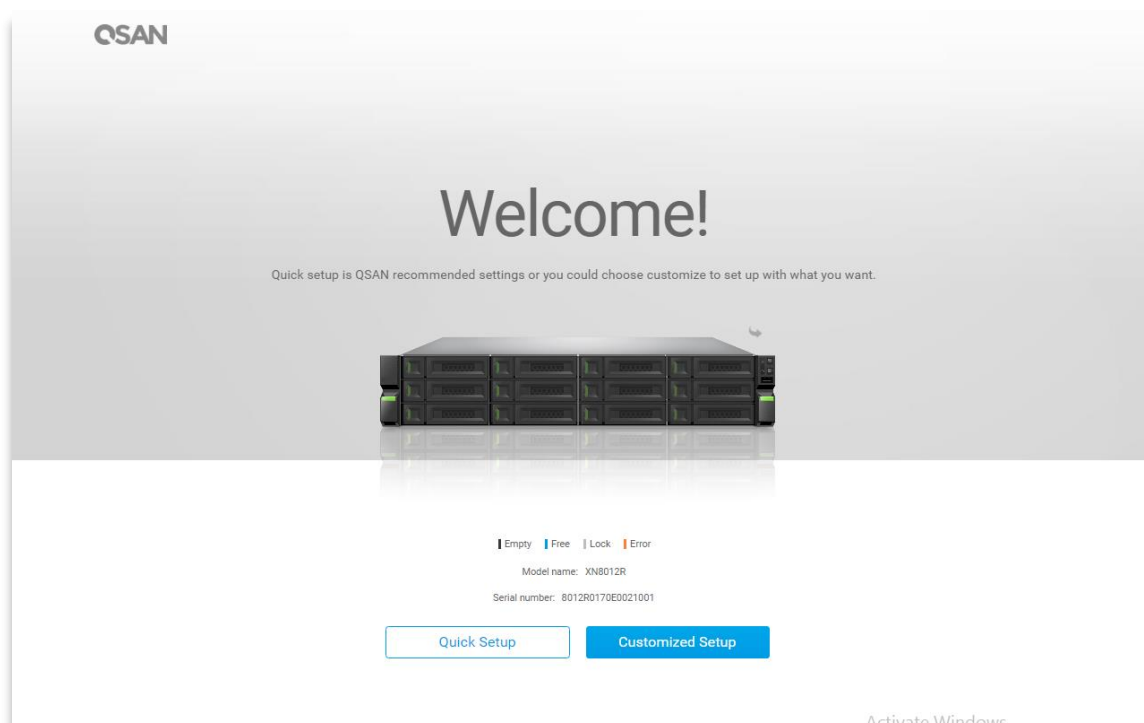 QSAN
Welcome!
Quick setup is QSAN recommended settings or you could choose customize to set up with what you want.
Empty Free Lock Error
Model name: XN8012R
Serial number: 8012R0170E0021001
Quick Setup Customized Setup
Activate Windows